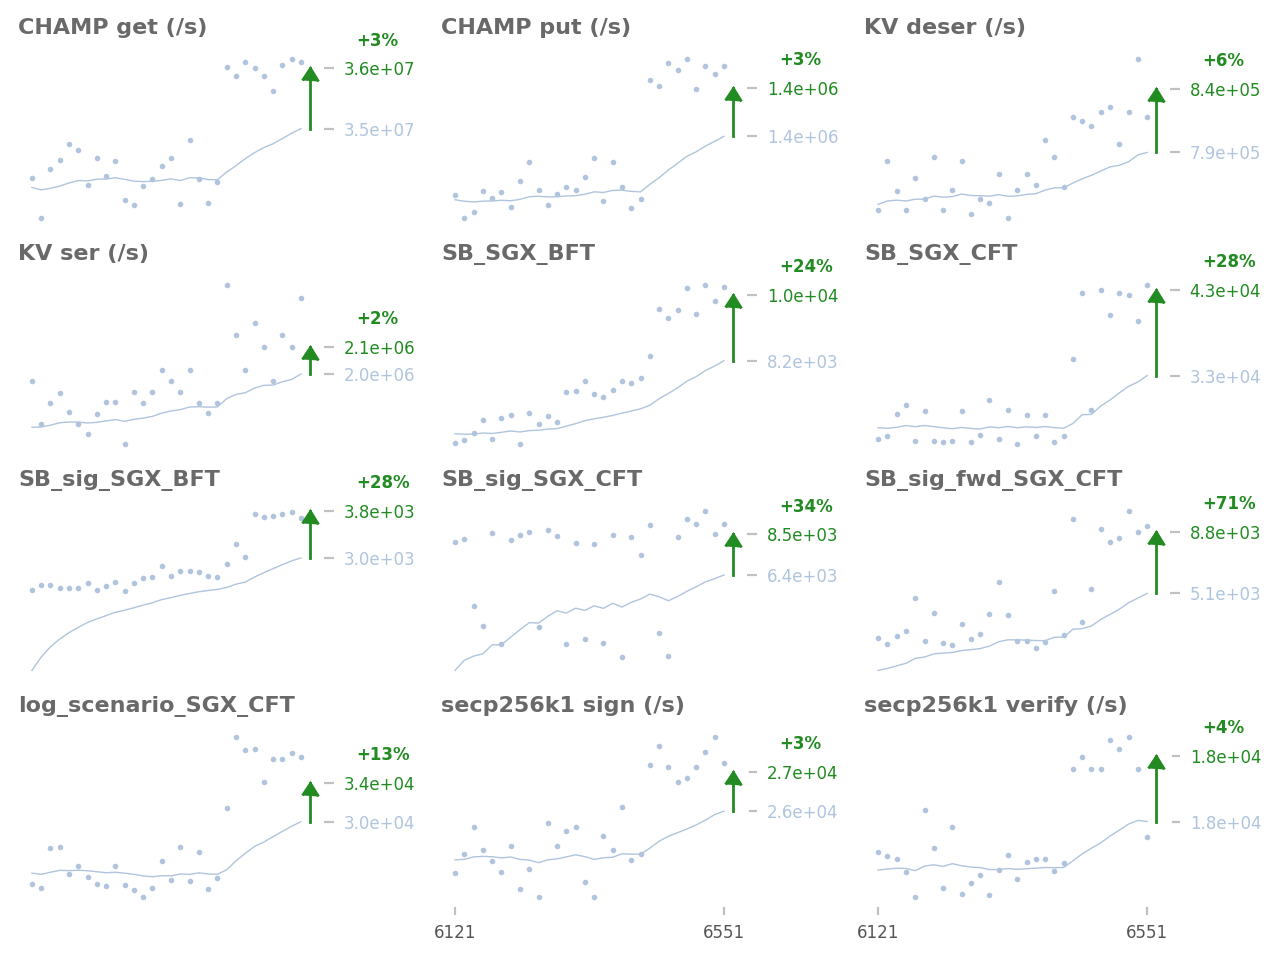 CHAMP get (/s)
+3%
3.6e+07
3.5e+07
CHAMP put (/s)
+3%
1.4e+06
1.4e+06
KV deser (/s)
+6%
8.4e+05
7.9e+05
KV ser (/s)
+2%
2.1e+06
2.0e+06
SB_SGX_BFT
+24%
1.0e+04
8.2e+03
SB_SGX_CFT
+28%
4.3e+04
3.3e+04
SB_sig_SGX_BFT
+28%
3.8e+03
3.0e+03
SB_sig_SGX_CFT
+34%
8.5e+03
6.4e+03
SB_sig_fwd_SGX_CFT
+71%
8.8e+03
5.1e+03
log_scenario_SGX_CFT
+13%
3.4e+04
3.0e+04
secp256k1 sign (/s)
+3%
2.7e+04
2.6e+04
6121
6551
secp256k1 verify (/s)
+4%
1.8e+04
1.8e+04
6121
6551